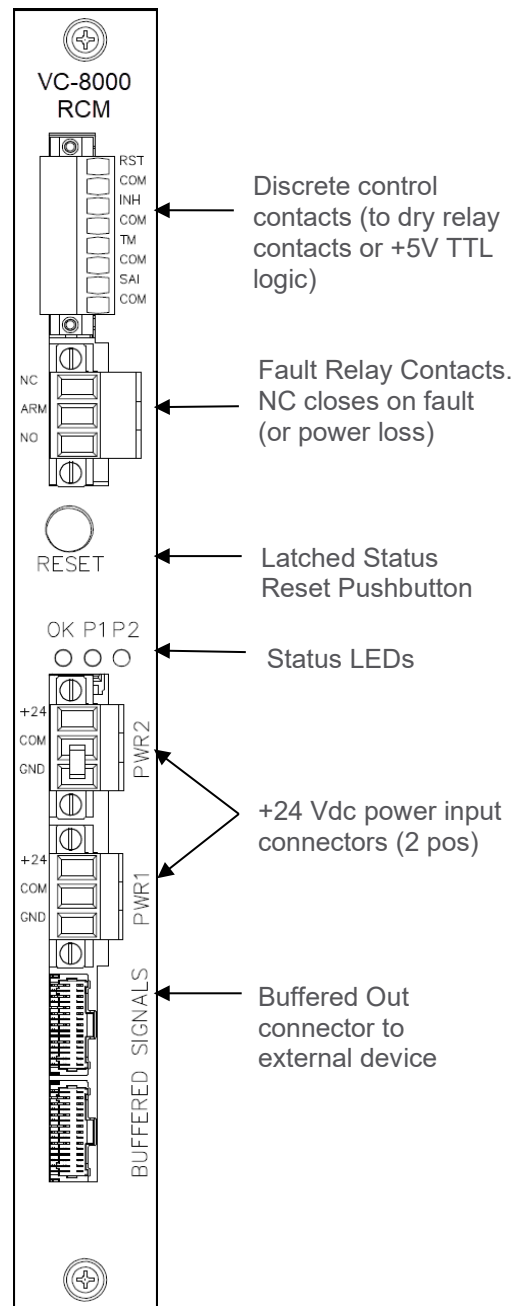 VC-8000
RCM
RST
COM
INH
COM
TM
COM
SAI
COM
Discrete control
contacts (to dry relay
contacts or +5V TTL
logic)
NC
ARM
NO
Fault Relay Contacts.
NC closes on fault
(or power loss)
RESET
Latched Status
Reset Pushbutton
OK P1 P2
Status LEDs
+24
COM
GND
PWR2
+24 Vdc power input
connectors (2 pos)
+24
COM
GND
PWR1
BUFFERED SIGNALS
Buffered Out
connector to
external device